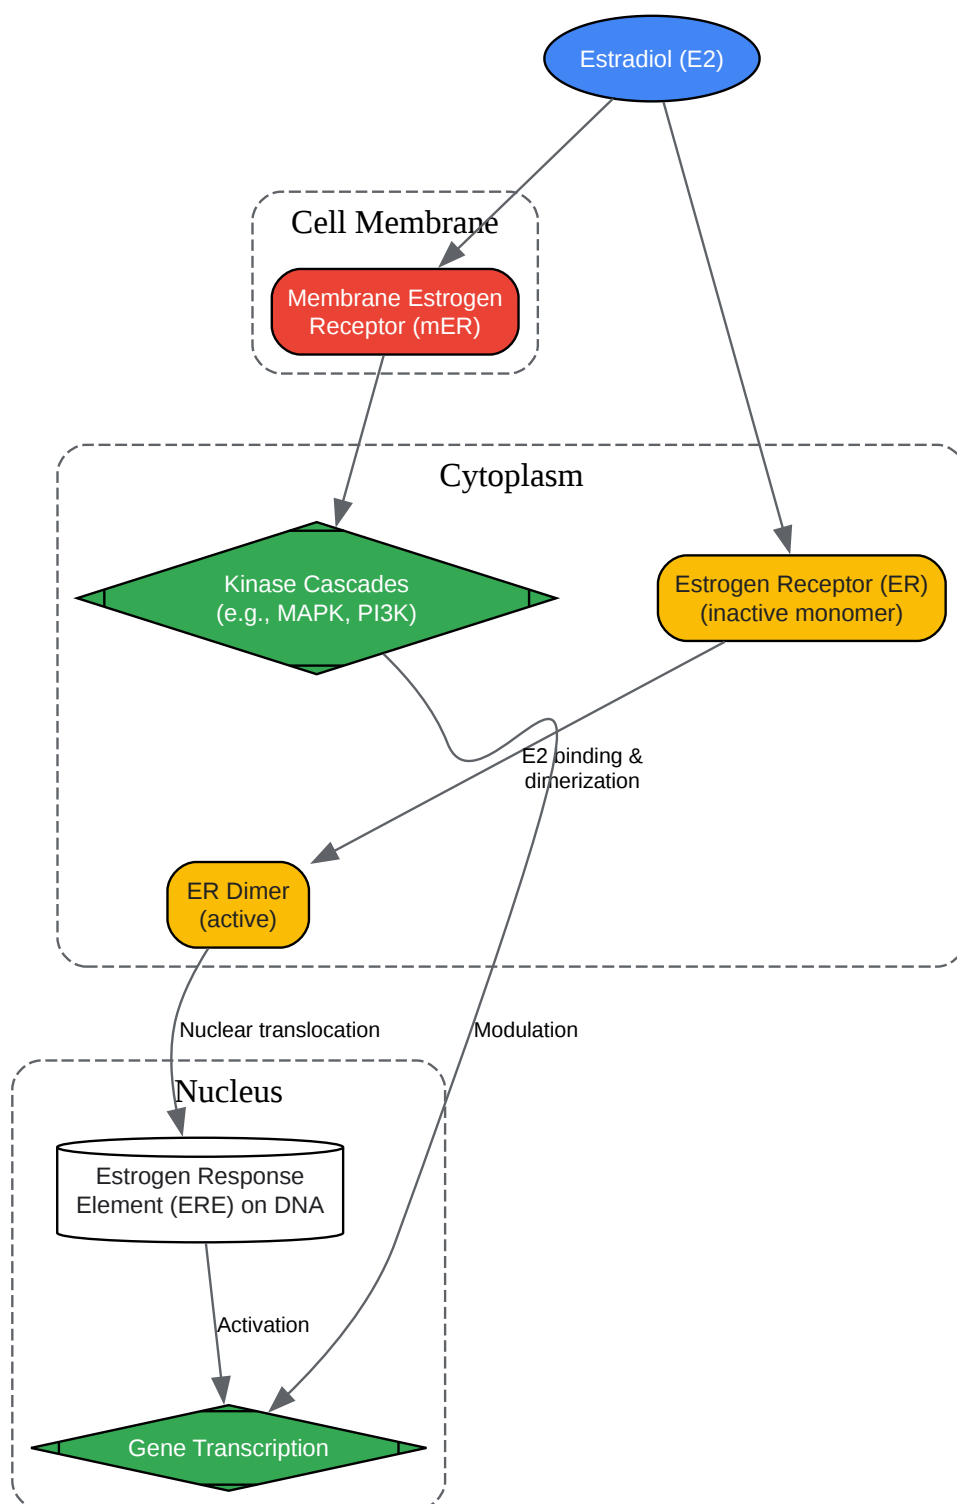 Estradiol (E2)
Cell Membrane
Membrane Estrogen
Receptor (mER)
Cytoplasm
Kinase Cascades
(e.g., MAPK, PI3K)
Estrogen Receptor (ER)
(inactive monomer)
E2 binding &
dimerization
ER Dimer
(active)
Nuclear translocation
Modulation
Nucleus
Estrogen Response
Element (ERE) on DNA
Activation
Gene Transcription